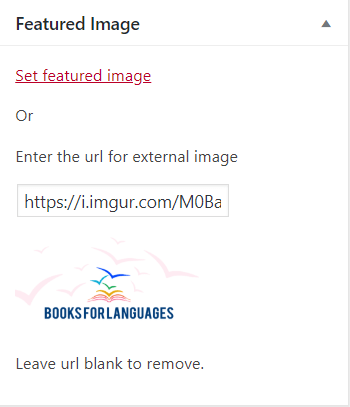 Featured Image
Set featured image
Or
Enter the url for external image
https://i.imgur.com/M0Ba
BOOKS FOR LANGUAGES
Leave url blank to remove.